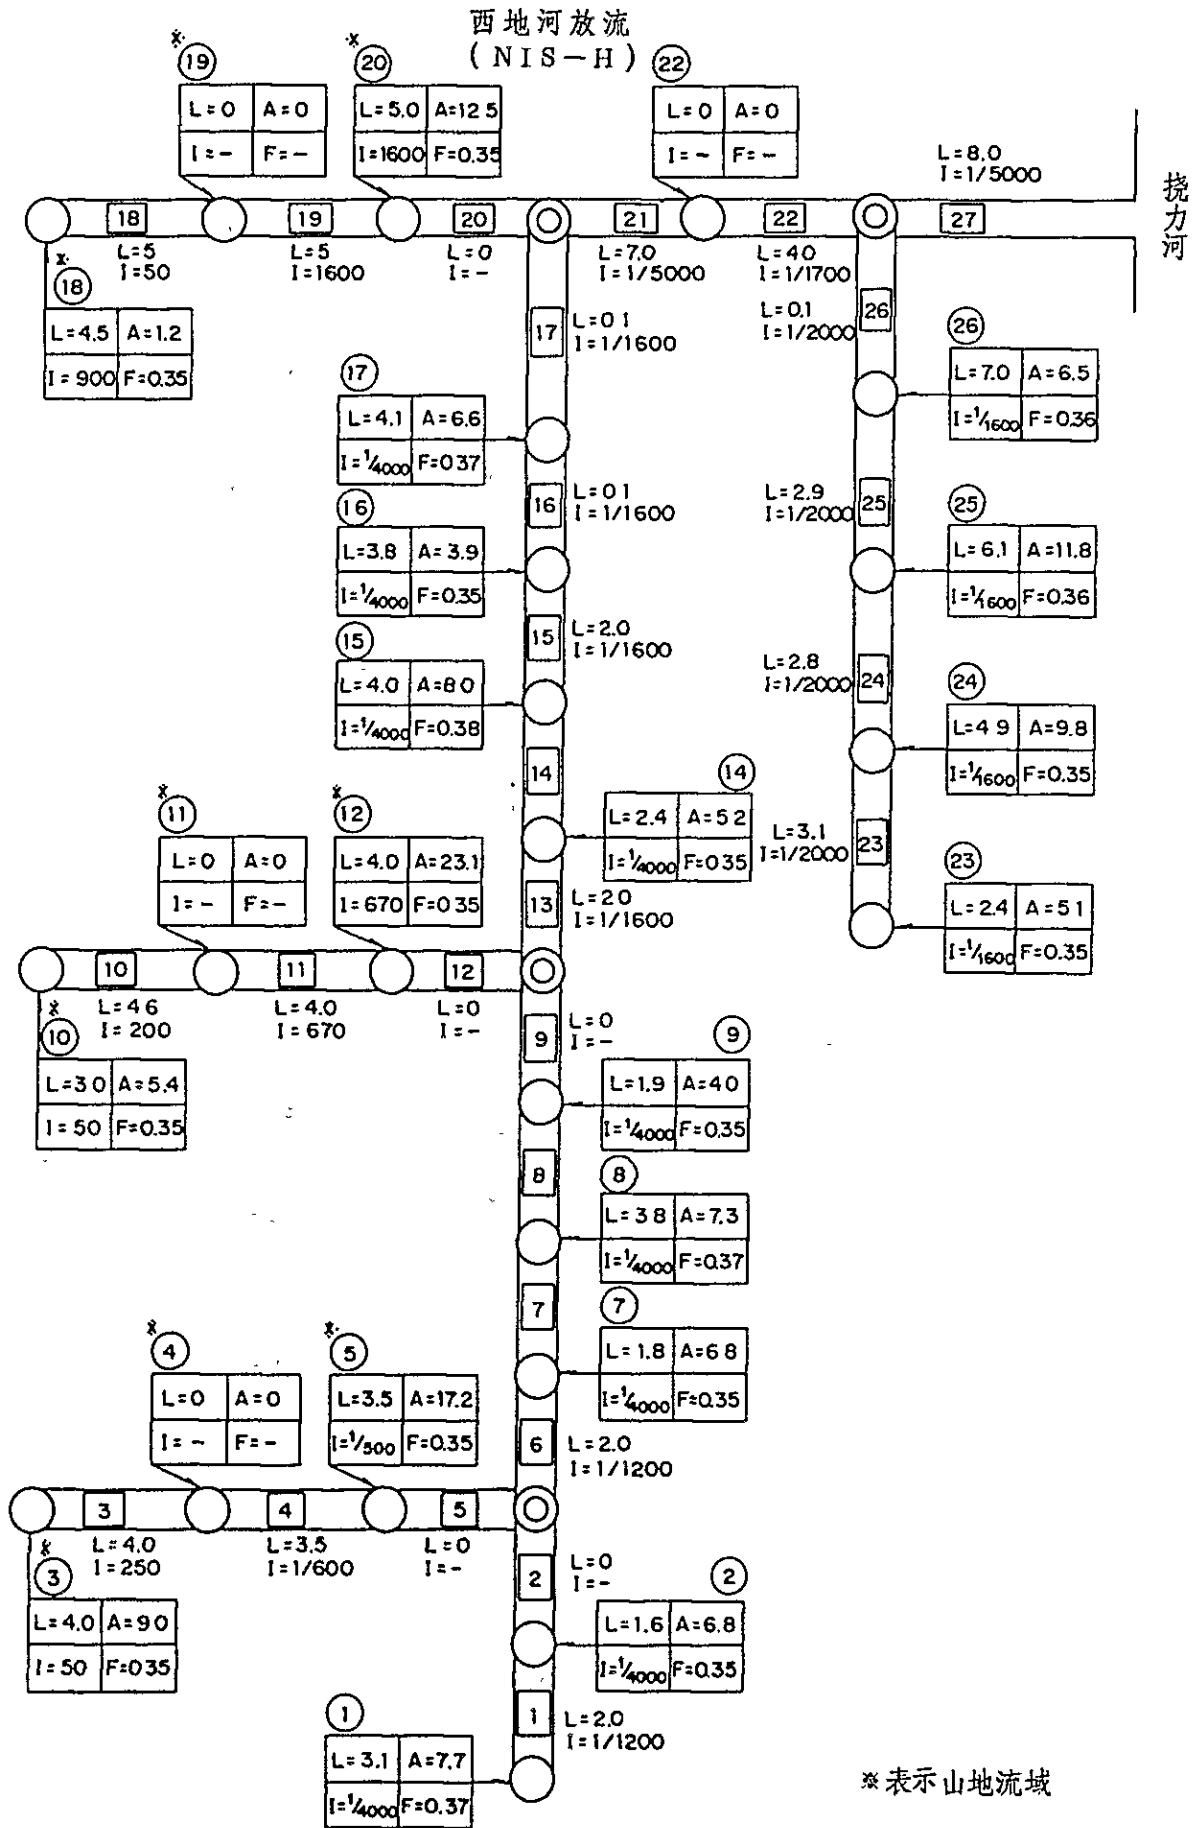 西地河放流
(NIS-H)
※
19
L=0 A=0
I=- F=-
※
20
L=5.0 A=12.5
I=1600 F=0.35
22
L=0 A=0
I=- F=-
L=8.0
I=1/5000
挠力河
18
19
20
21
22
27
L=5
I=50
L=5
I=1600
L=0
I=-
L=7.0
I=1/5000
L=4.0
I=1/1700
※
18
L=4.5 A=1.2
I=900 F=0.35
17
L=0.1
I=1/1600
L=0.1
I=1/2000
26
26
L=7.0 A=6.5
I=1/1600 F=0.36
17
L=4.1 A=6.6
I=1/4000 F=0.37
16
L=0.1
I=1/1600
L=2.9
I=1/2000
25
25
L=6.1 A=11.8
I=1/1600 F=0.36
16
L=3.8 A=3.9
I=1/4000 F=0.35
15
L=2.0
I=1/1600
L=2.8
I=1/2000
24
24
L=4.9 A=9.8
I=1/1600 F=0.35
15
L=4.0 A=8.0
I=1/4000 F=0.38
14
14
L=2.4 A=5.2
I=1/4000 F=0.35
L=3.1
I=1/2000
23
23
L=2.4 A=5.1
I=1/1600 F=0.35
※
11
L=0 A=0
I=- F=-
※
12
L=4.0 A=23.1
I=670 F=0.35
13
L=2.0
I=1/1600
10
11
12
L=4.6
I=200
L=4.0
I=670
L=0
I=-
※
10
L=3.0 A=5.4
I=50 F=0.35
9
L=0
I=-
9
L=1.9 A=4.0
I=1/4000 F=0.35
8
8
L=3.8 A=7.3
I=1/4000 F=0.37
7
7
L=1.8 A=6.8
I=1/4000 F=0.35
※
4
L=0 A=0
I=- F=-
※
5
L=3.5 A=17.2
I=1/500 F=0.35
6
L=2.0
I=1/1200
3
4
5
L=4.0
I=250
L=3.5
I=1/600
L=0
I=-
※
3
L=4.0 A=9.0
I=50 F=0.35
2
L=0
I=-
2
L=1.6 A=6.8
I=1/4000 F=0.35
1
L=2.0
I=1/1200
1
L=3.1 A=7.7
I=1/4000 F=0.37
※表示山地流域